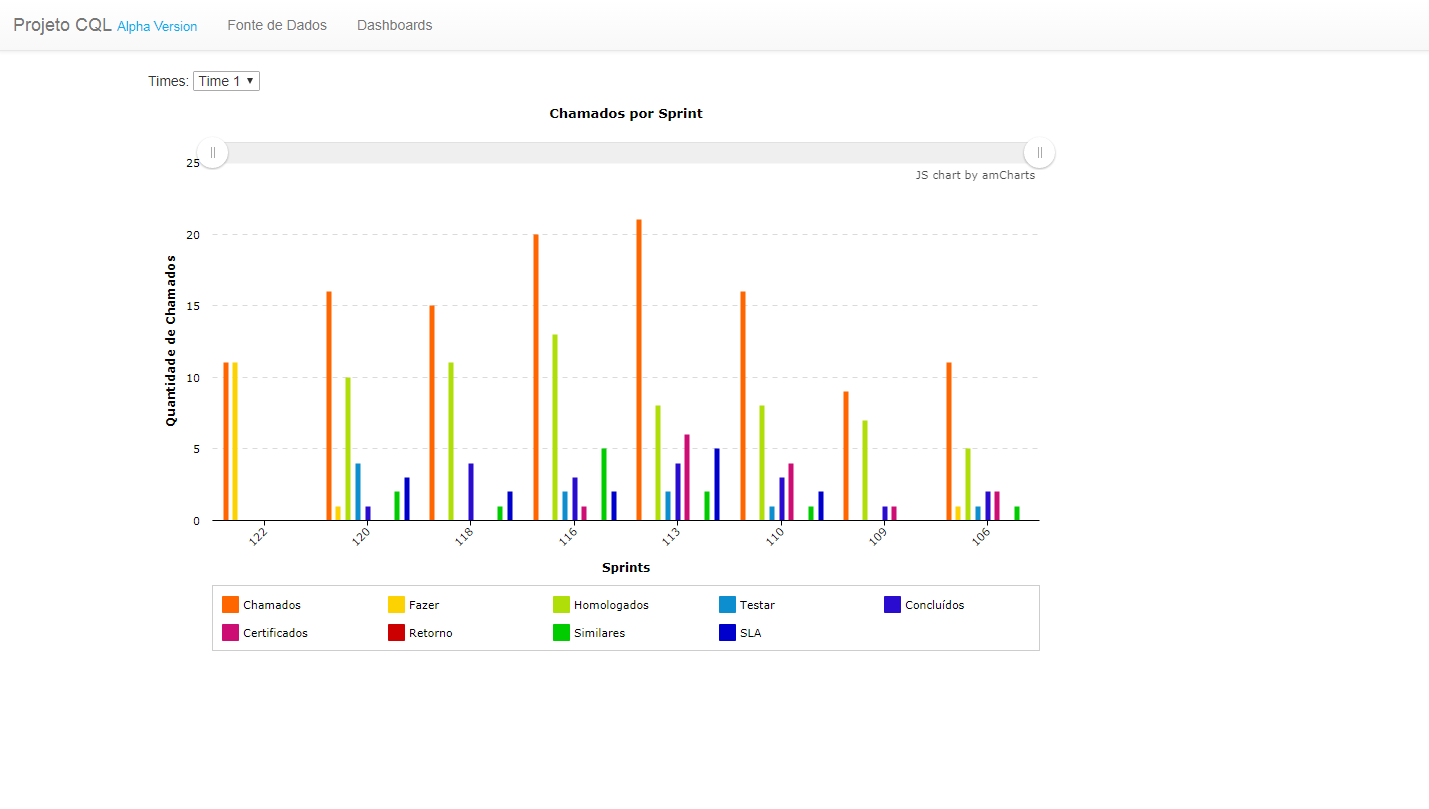 Projeto CQL Alpha Version Fonte de Dados Dashboards
Times: Time 1
Chamados por Sprint
JS chart by amCharts
25
20
15
10
5
0
Quantidade de Chamados
122 120 118 116 113 110 109 106
Sprints
Chamados Fazer Homologados Testar Concluídos
Certificados Retorno Similares SLA